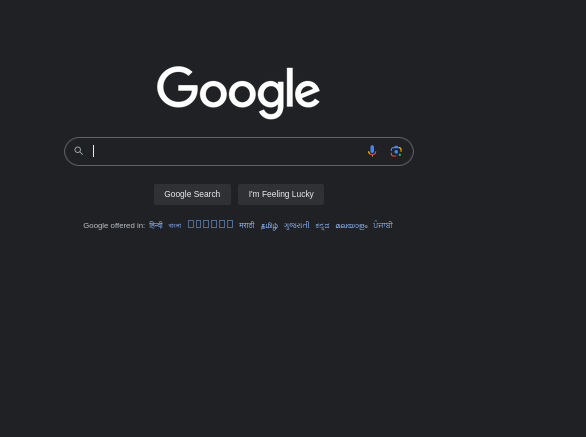 Google
Google Search I'm Feeling Lucky
Google offered in: हिन्दी বাংলা मराठी தமிழ் ગુજરાતી ಕನ್ನಡ മലയാളം ਪੰਜਾਬੀ